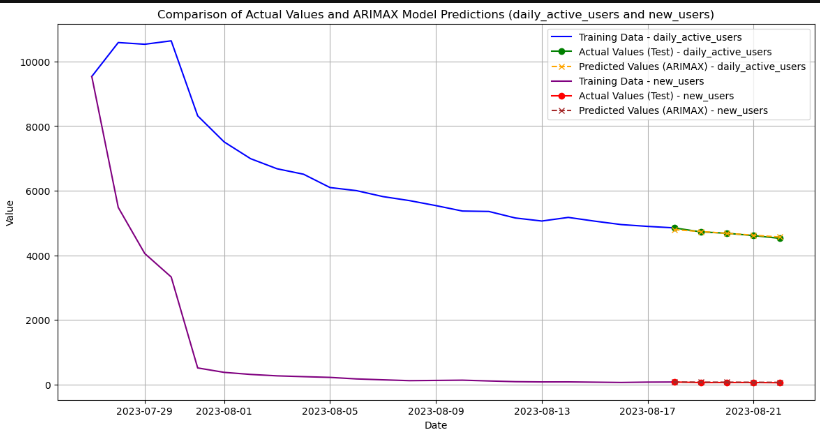 Comparison of Actual Values and ARIMAX Model Predictions (daily_active_users and new_users)
Training Data - daily_active_users
Actual Values (Test) - daily_active_users
Predicted Values (ARIMAX) - daily_active_users
Training Data - new_users
Actual Values (Test) - new_users
Predicted Values (ARIMAX) - new_users
10000
8000
6000
4000
2000
0
Value
2023-07-29 2023-08-01 2023-08-05 2023-08-09 2023-08-13 2023-08-17 2023-08-21
Date